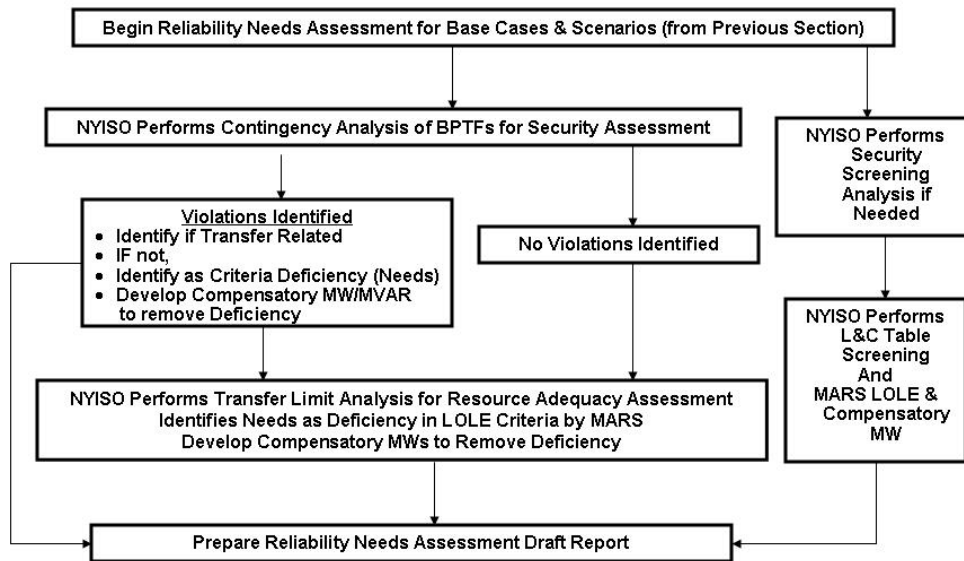 Begin Reliability Needs Assessment for Base Cases & Scenarios (from Previous Section)
NYISO Performs Contingency Analysis of BPTFs for Security Assessment
Violations Identified
• Identify if Transfer Related
• IF not,
• Identify as Criteria Deficiency (Needs)
• Develop Compensatory MW/MVAR
to remove Deficiency
No Violations Identified
NYISO Performs
Security
Screening
Analysis if
Needed
NYISO Performs
L&C Table
Screening
And
MARS LOLE &
Compensatory
MW
NYISO Performs Transfer Limit Analysis for Resource Adequacy Assessment
Identifies Needs as Deficiency in LOLE Criteria by MARS
Develop Compensatory MWs to Remove Deficiency
Prepare Reliability Needs Assessment Draft Report